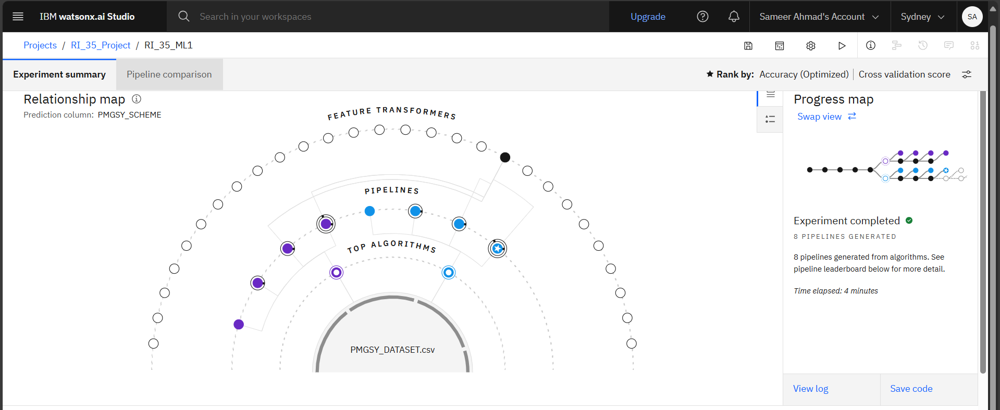 IBM watsonx.ai Studio
Search in your workspaces
Upgrade
Sameer Ahmad's Account
Sydney
SA
Projects / RI_35_Project / RI_35_ML1
Experiment summary
Pipeline comparison
Rank by: Accuracy (Optimized) | Cross validation score
Relationship map
Prediction column: PMGSY_SCHEME
FEATURE TRANSFORMERS
PIPELINES
TOP ALGORITHMS
PMGSY_DATASET.csv
Progress map
Swap view
Experiment completed
8 PIPELINES GENERATED
8 pipelines generated from algorithms. See
pipeline leaderboard below for more detail.
Time elapsed: 4 minutes
View log
Save code